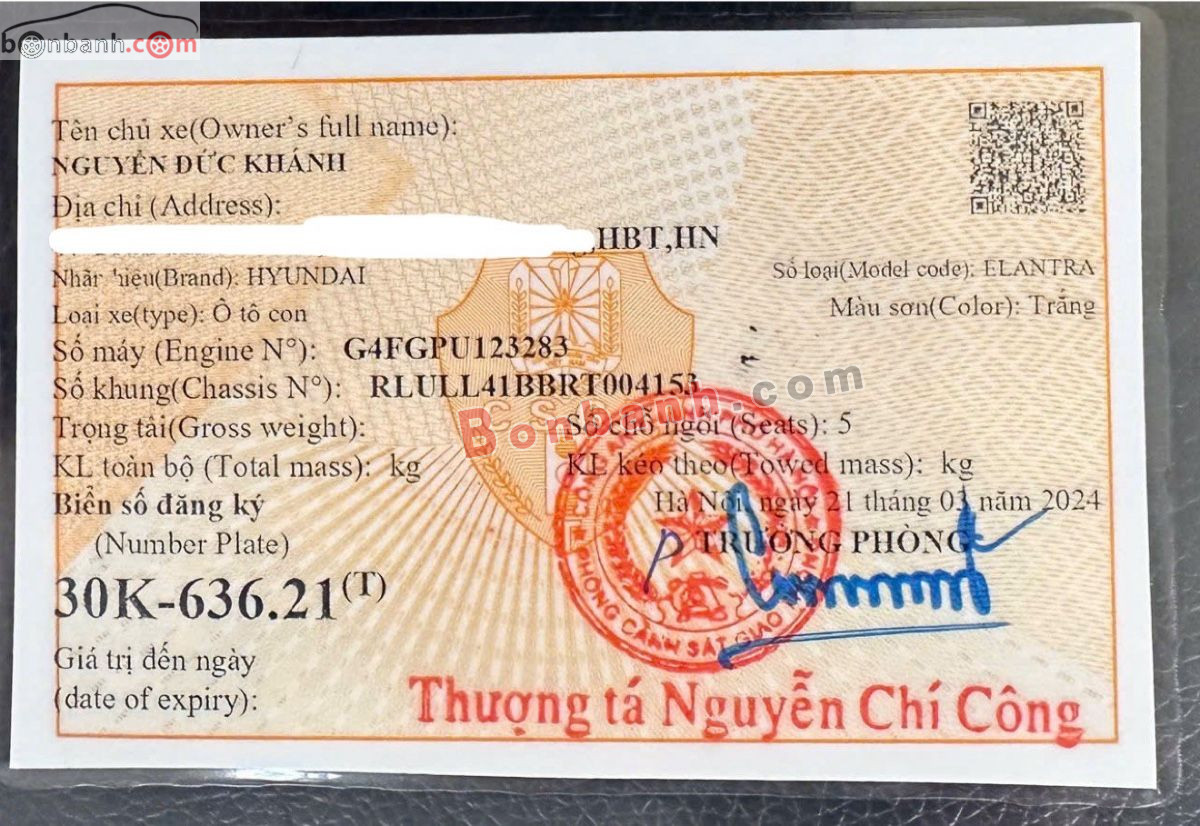 bonbanh.com
Tên chủ xe(Owner's full name):
NGUYỄN ĐỨC KHÁNH
Địa chỉ (Address):
,HBT,HN
Nhãn hiệu(Brand): HYUNDAI
Số loại(Model code): ELANTRA
Loại xe(type): Ô tô con
Màu sơn(Color): Trắng
Số máy (Engine N°): G4FGPU123283
Số khung(Chassis N°): RLULL41BBRT004153
Bonbanh.com
Trọng tải(Gross weight):
Số chỗ ngồi (Seats): 5
KL toàn bộ (Total mass): kg
KL kéo theo(Towed mass): kg
Biển số đăng ký
Hà Nội, ngày 21 tháng 03 năm 2024
(Number Plate)
P TRƯỞNG PHÒNG
30K-636.21(T)
PHÒNG CẢNH SÁT GIAO
Giá trị đến ngày
(date of expiry):
Thượng tá Nguyễn Chí Công